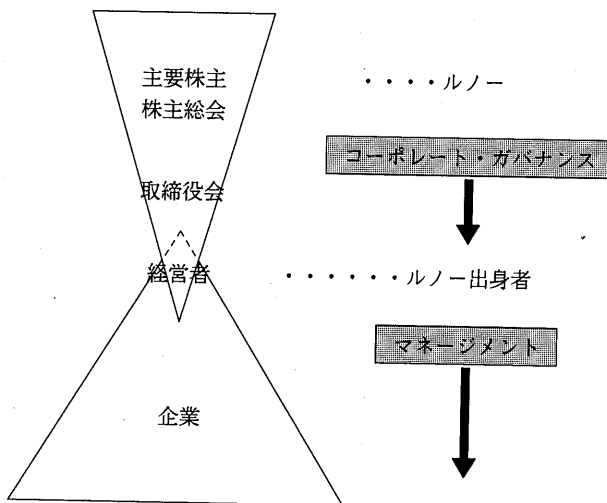 主要株主
株主総会
・・・・ルノー
コーポレート・ガバナンス
取締役会
経営者
・・・・・・ルノー出身者
マネージメント
企業